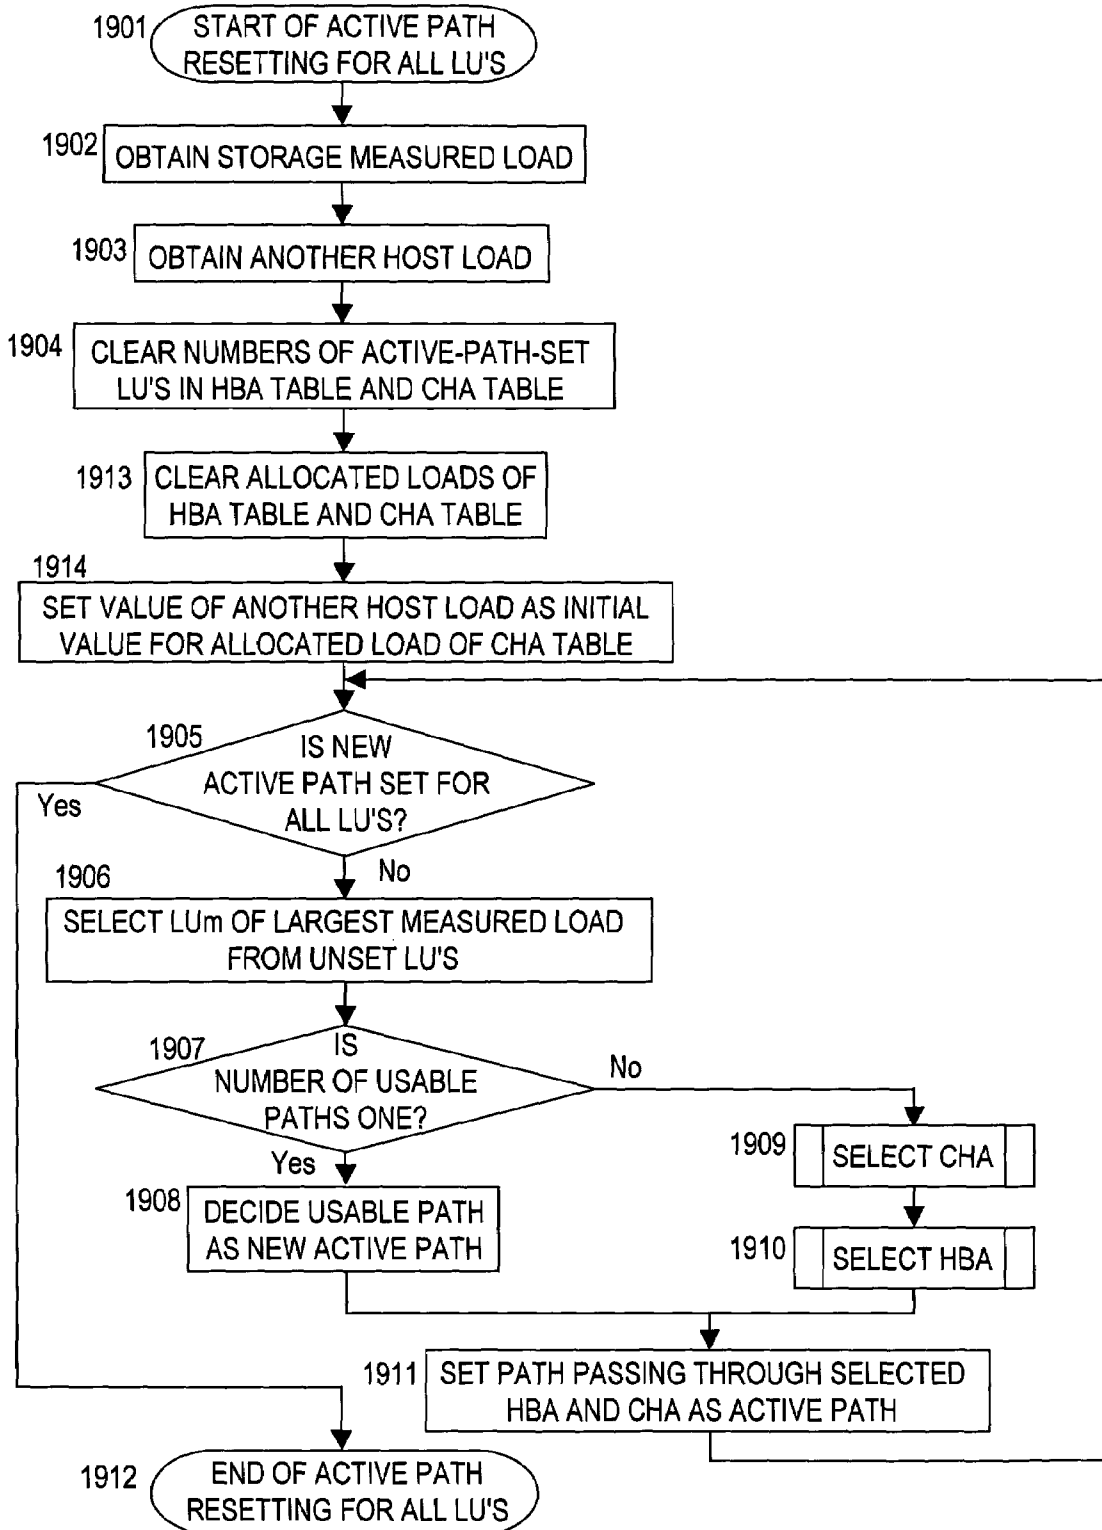 1901
START OF ACTIVE PATH
RESETTING FOR ALL LU'S
1902
OBTAIN STORAGE MEASURED LOAD
1903
OBTAIN ANOTHER HOST LOAD
1904
CLEAR NUMBERS OF ACTIVE-PATH-SET
LU'S IN HBA TABLE AND CHA TABLE
1913
CLEAR ALLOCATED LOADS OF
HBA TABLE AND CHA TABLE
1914
SET VALUE OF ANOTHER HOST LOAD AS INITIAL
VALUE FOR ALLOCATED LOAD OF CHA TABLE
1905
IS NEW
ACTIVE PATH SET FOR
ALL LU'S?
Yes
No
1906
SELECT LUm OF LARGEST MEASURED LOAD
FROM UNSET LU'S
1907
IS
NUMBER OF USABLE
PATHS ONE?
No
Yes
1908
DECIDE USABLE PATH
AS NEW ACTIVE PATH
1909
SELECT CHA
1910
SELECT HBA
1911
SET PATH PASSING THROUGH SELECTED
HBA AND CHA AS ACTIVE PATH
1912
END OF ACTIVE PATH
RESETTING FOR ALL LU'S